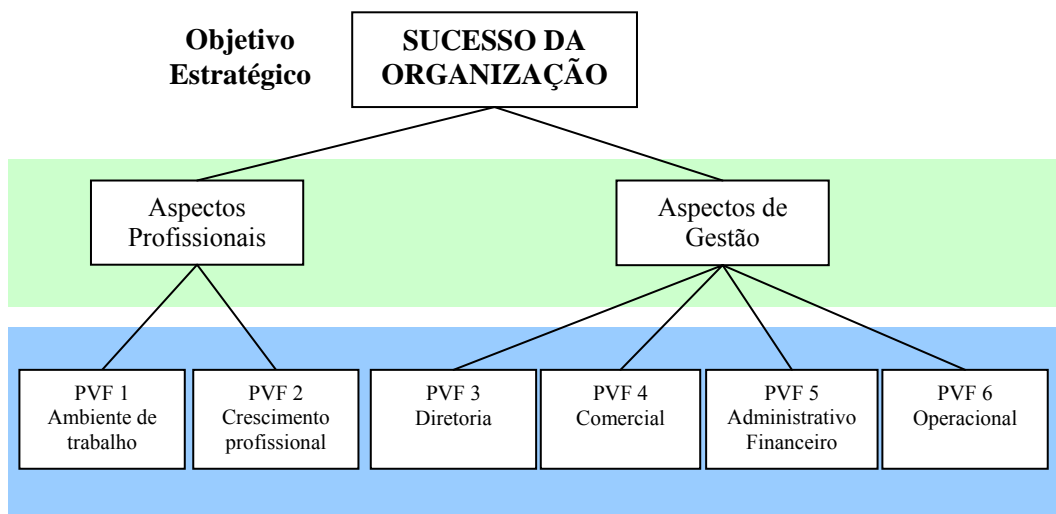 Objetivo
Estratégico
SUCESSO DA
ORGANIZAÇÃO
Aspectos
Profissionais
Aspectos de
Gestão
PVF 1
Ambiente de
trabalho
PVF 2
Crescimento
profissional
PVF 3
Diretoria
PVF 4
Comercial
PVF 5
Administrativo
Financeiro
PVF 6
Operacional